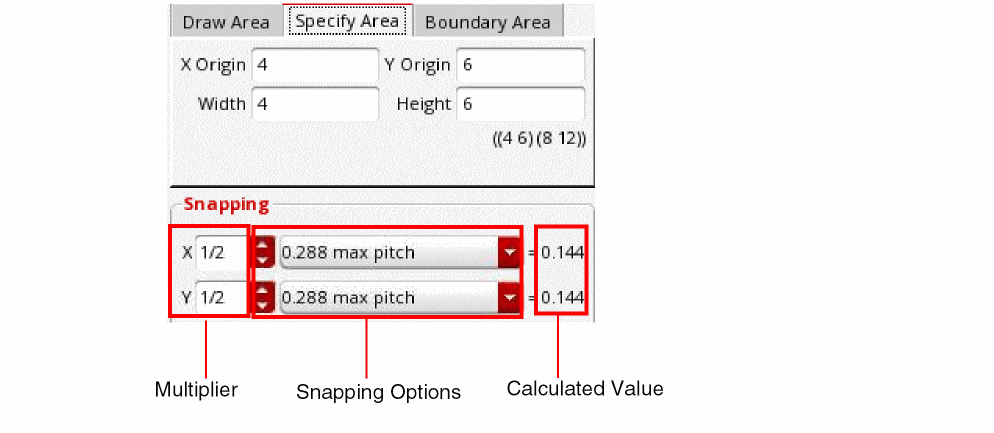 Draw Area Specify Area Boundary Area
X Origin 4 Y Origin 6
Width 4 Height 6
((4 6) (8 12))
Snapping
X 1/2 0.288 max pitch = 0.144
Y 1/2 0.288 max pitch = 0.144
Multiplier Snapping Options Calculated Value